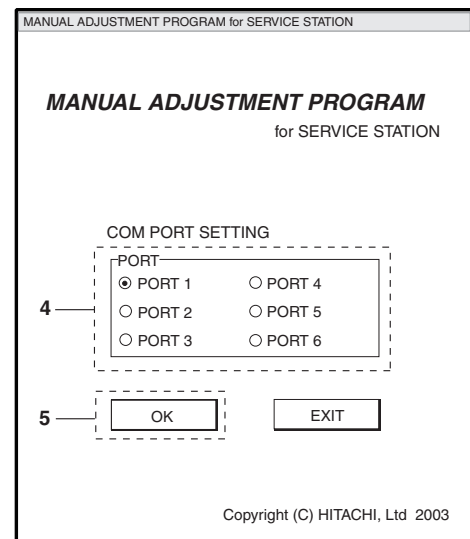 MANUAL ADJUSTMENT PROGRAM for SERVICE STATION
MANUAL ADJUSTMENT PROGRAM
for SERVICE STATION
COM PORT SETTING
PORT
PORT 1
PORT 4
4
PORT 2
PORT 5
PORT 3
PORT 6
5
OK
EXIT
Copyright (C) HITACHI, Ltd 2003